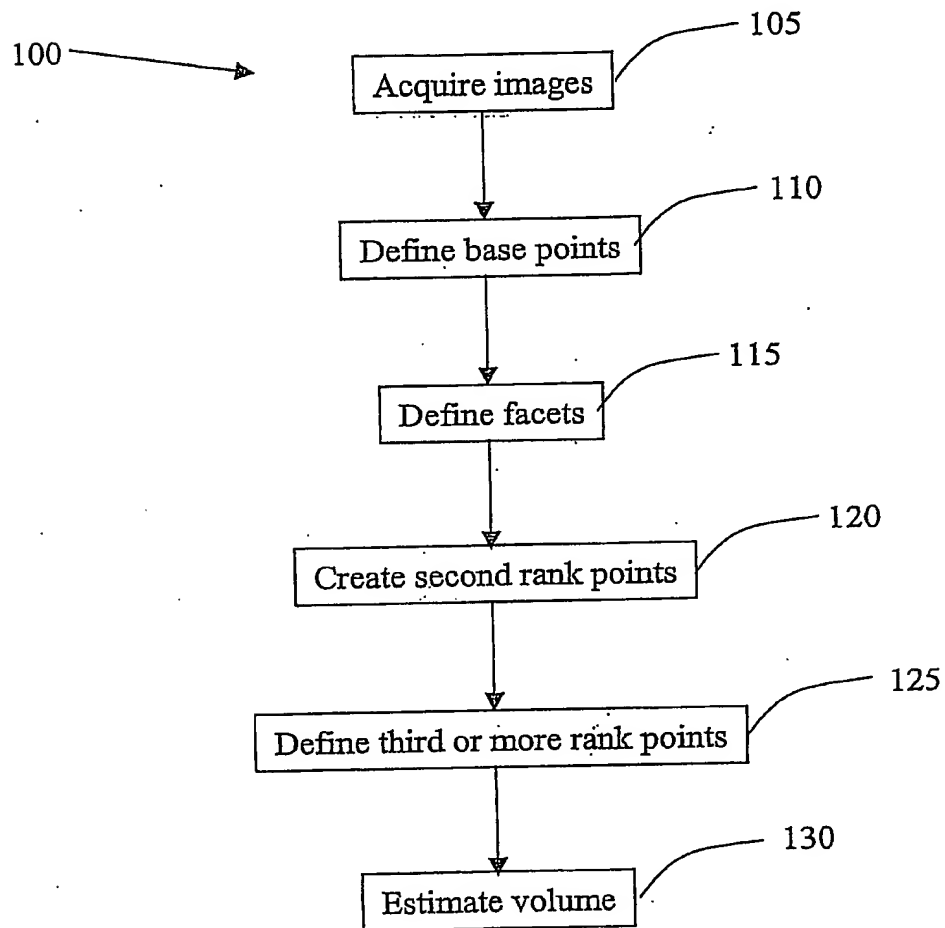 105
100
Acquire images
110
Define base points
115
Define facets
120
Create second rank points
125
Define third or more rank points
130
Estimate volume